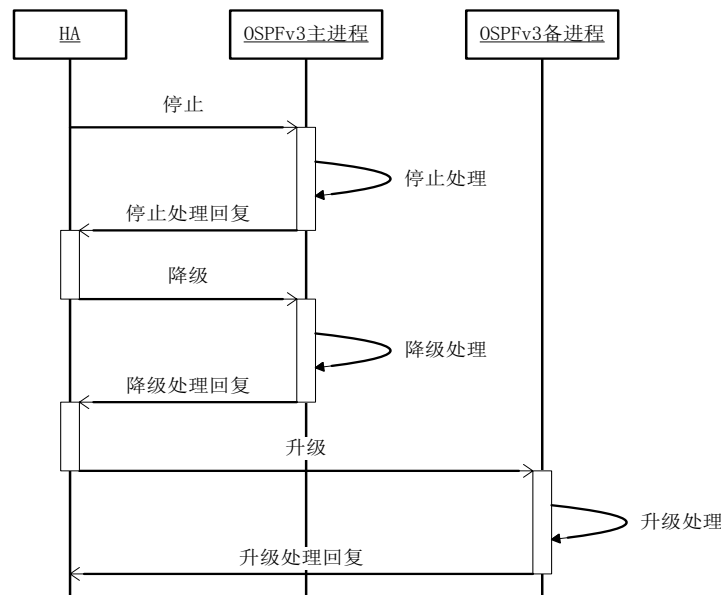 HA
OSPFv3主进程
OSPFv3备进程
停止
停止处理
停止处理回复
降级
降级处理
降级处理回复
升级
升级处理
升级处理回复